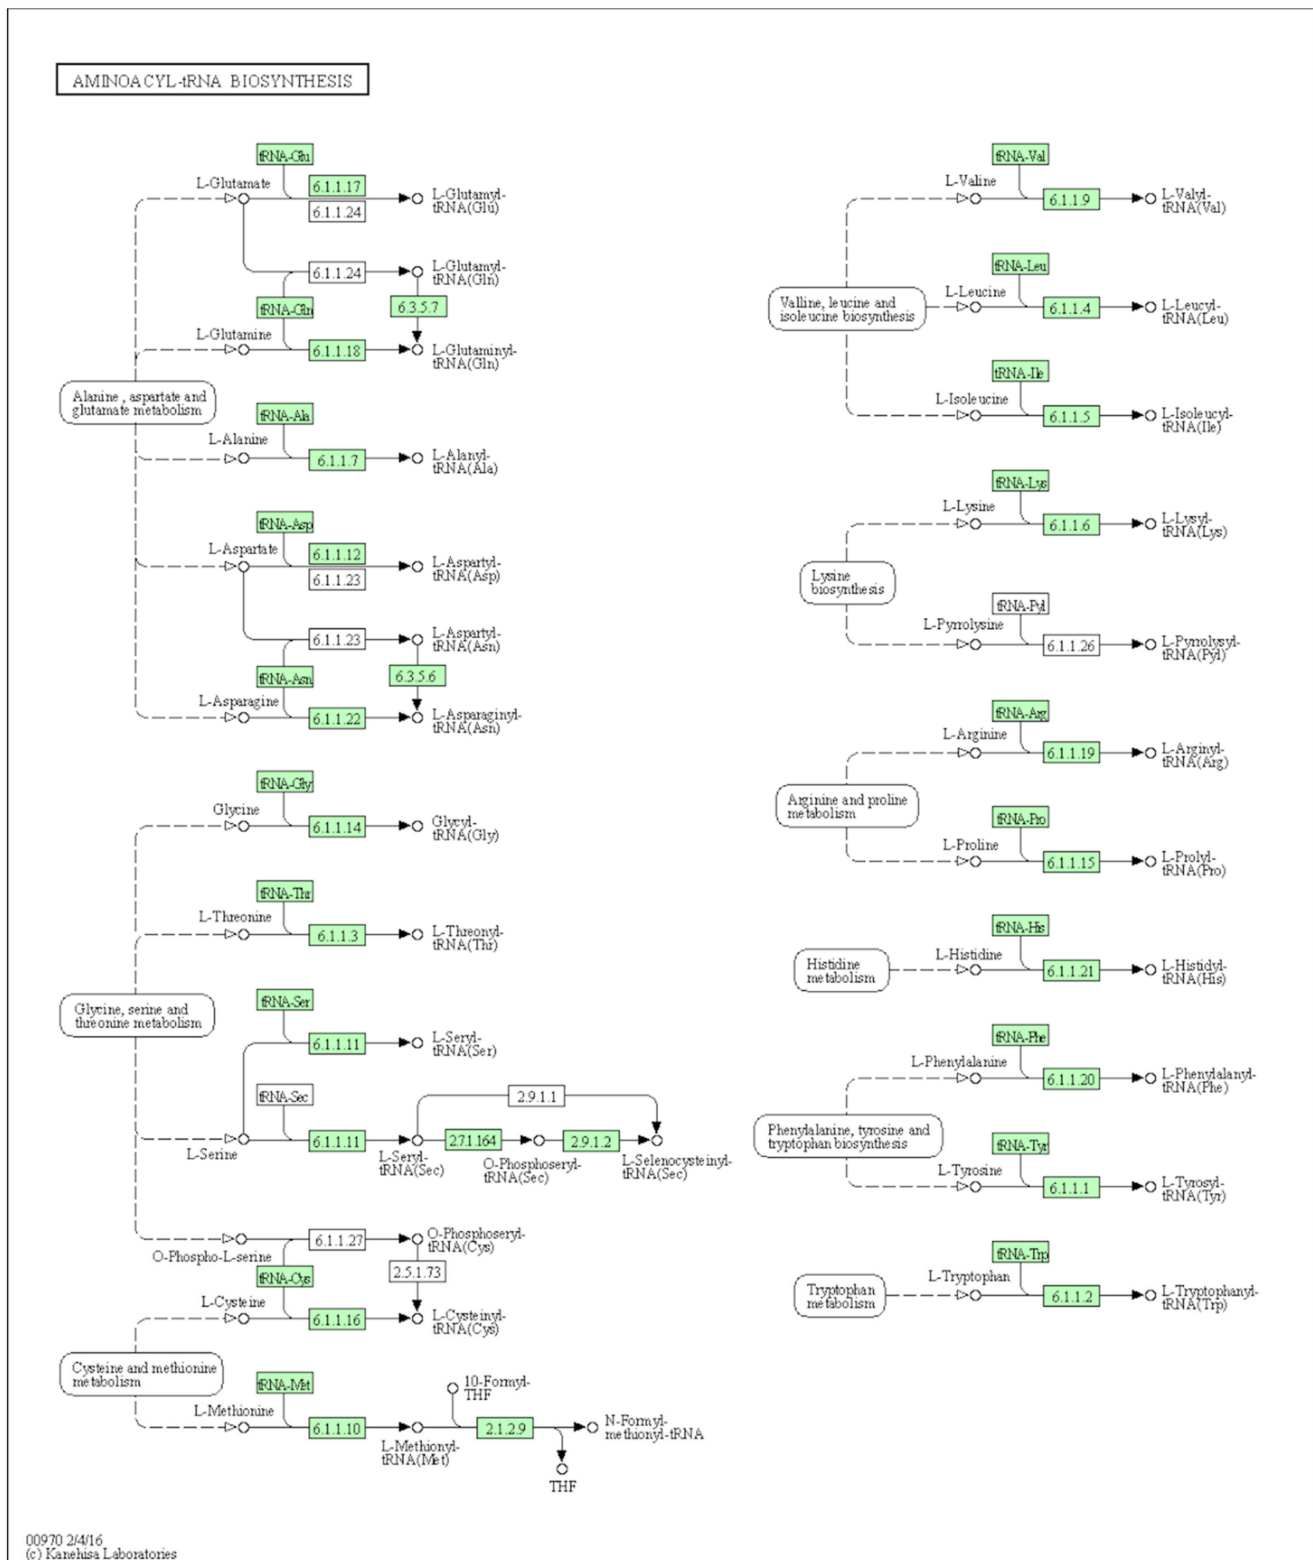 AMINOACYL-tRNA BIOSYNTHESIS
tRNA-Glu
L-Glutamate
6.1.1.17
6.1.1.24
L-Glutamyl-
tRNA(Glu)
6.1.1.24
L-Glutamyl-
tRNA(Gln)
tRNA-Gln
6.3.5.7
L-Glutamine
6.1.1.18
L-Glutaminyl-
tRNA(Gln)
Alanine , aspartate and
glutamate metabolism
tRNA-Ala
L-Alanine
6.1.1.7
L-Alanyl-
tRNA(Ala)
tRNA-Asp
L-Aspartate
6.1.1.12
6.1.1.23
L-Aspartyl-
tRNA(Asp)
6.1.1.23
L-Aspartyl-
tRNA(Asn)
tRNA-Asn
6.3.5.6
L-Asparagine
6.1.1.22
L-Asparaginyl-
tRNA(Asn)
tRNA-Gly
Glycine
6.1.1.14
Glycyl-
tRNA(Gly)
tRNA-Thr
L-Threonine
6.1.1.3
L-Threonyl-
tRNA(Thr)
Glycine, serine and
threonine metabolism
tRNA-Ser
6.1.1.11
L-Seryl-
tRNA(Ser)
tRNA-Sec
2.9.1.1
L-Serine
6.1.1.11
L-Seryl-
tRNA(Sec)
2.7.1.164
O-Phosphoseryl-
tRNA(Sec)
2.9.1.2
L-Selenocysteinyl-
tRNA(Sec)
O-Phospho-L-serine
6.1.1.27
O-Phosphoseryl-
tRNA(Cys)
tRNA-Cys
2.5.1.73
L-Cysteine
6.1.1.16
L-Cysteinyl-
tRNA(Cys)
Cysteine and methionine
metabolism
tRNA-Met
L-Methionine
6.1.1.10
L-Methionyl-
tRNA(Met)
10-Formyl-
THF
2.1.2.9
N-Formyl-
methionyl-tRNA
THF
tRNA-Val
L-Valine
6.1.1.9
L-Valyl-
tRNA(Val)
tRNA-Leu
Valline, leucine and
isoleucine biosynthesis
L-Leucine
6.1.1.4
L-Leucyl-
tRNA(Leu)
tRNA-Ile
L-Isoleucine
6.1.1.5
L-Isoleucyl-
tRNA(Ile)
tRNA-Lys
L-Lysine
6.1.1.6
L-Lysyl-
tRNA(Lys)
Lysine
biosynthesis
tRNA-Pyl
L-Pyrrolysine
6.1.1.26
L-Pyrrolysyl-
tRNA(Pyl)
tRNA-Arg
L-Arginine
6.1.1.19
L-Arginyl-
tRNA(Arg)
Arginine and proline
metabolism
tRNA-Pro
L-Proline
6.1.1.15
L-Prolyl-
tRNA(Pro)
tRNA-His
Histidine
metabolism
L-Histidine
6.1.1.21
L-Histidyl-
tRNA(His)
tRNA-Phe
L-Phenylalanine
6.1.1.20
L-Phenylalanyl-
tRNA(Phe)
Phenylalanine, tyrosine and
tryptophan biosynthesis
tRNA-Tyr
L-Tyrosine
6.1.1.1
L-Tyrosyl-
tRNA(Tyr)
tRNA-Trp
Tryptophan
metabolism
L-Tryptophan
6.1.1.2
L-Tryptophanyl-
tRNA(Trp)
00970 2/4/16
(c) Kanehisa Laboratories